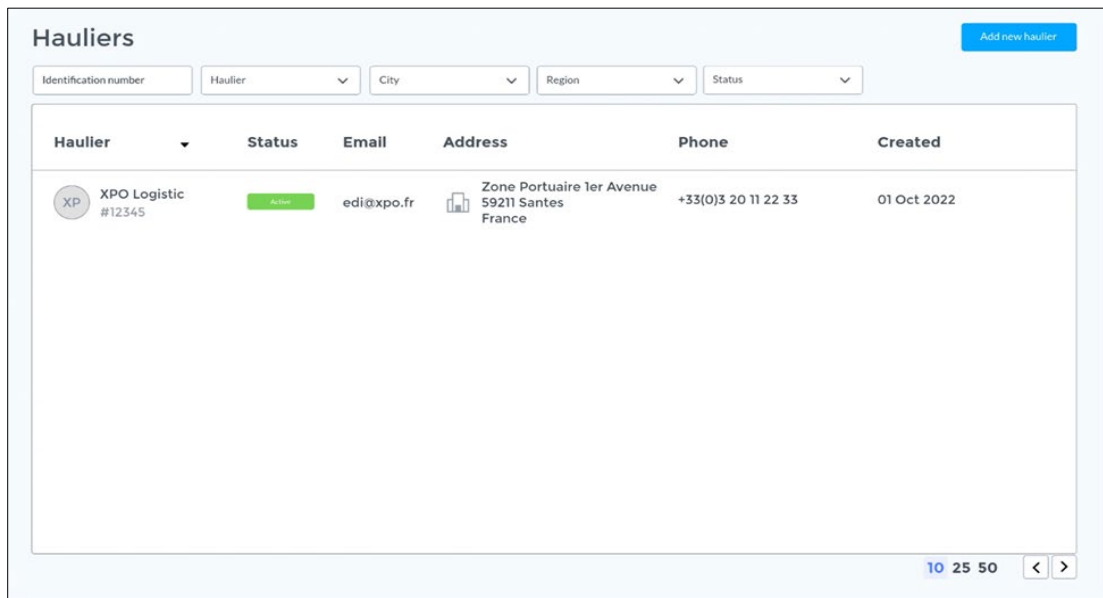 Hauliers
Add new haulier
Identification number
Haulier
City
Region
Status
Haulier
Status
Email
Address
Phone
Created
XP
XPO Logistic
#12345
Active
edi@xpo.fr
Zone Portuaire 1er Avenue
59211 Santes
France
+33(0)3 20 11 22 33
01 Oct 2022
10 25 50